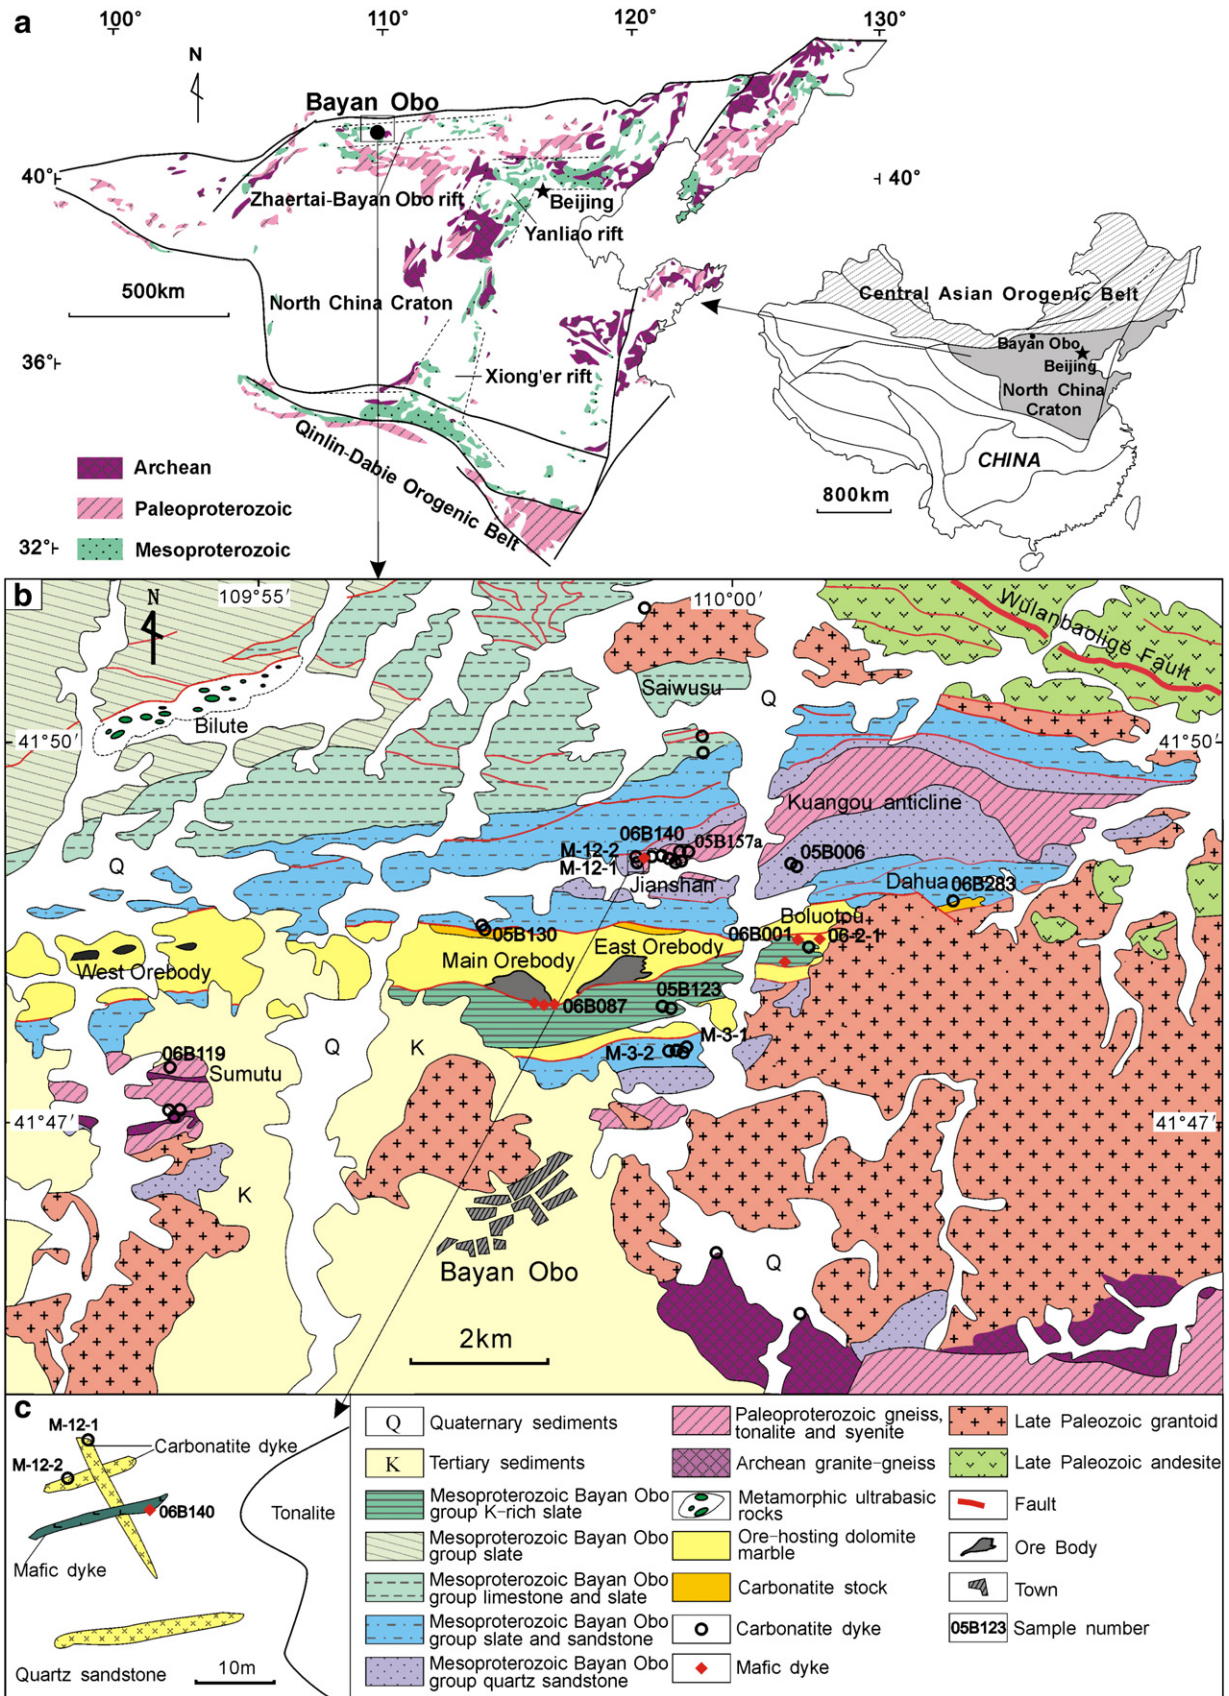 a
100°
110°
120°
130°
N
Bayan Obo
40°
40°
Zhaertai-Bayan Obo rift
Beijing
Yanliao rift
500km
North China Craton
36°
Xiong'er rift
Qinlin-Dabie Orogenic Belt
Archean
Paleoproterozoic
Mesoproterozoic
32°
Central Asian Orogenic Belt
Bayan Obo
Beijing
North China
Craton
CHINA
800km
b
109°55′
110°00′
N
Wulanbaolige Fault
Saiwusu
Q
Bilute
41°50′
41°50′
Kuangou anticline
06B140
05B157a
M-12-2
M-12-1
05B006
Q
Jianshan
Dahua
06B283
Boluotou
05B130
East Orebody
06B001
06-2-1
West Orebody
Main Orebody
05B123
06B087
Q
K
M-3-1
M-3-2
06B119
Sumutu
41°47′
41°47′
K
Q
Bayan Obo
2km
c
M-12-1
Carbonatite dyke
M-12-2
06B140
Tonalite
Mafic dyke
Quartz sandstone
10m
Q
Quaternary sediments
K
Tertiary sediments
Mesoproterozoic Bayan Obo
group K-rich slate
Mesoproterozoic Bayan Obo
group slate
Mesoproterozoic Bayan Obo
group limestone and slate
Mesoproterozoic Bayan Obo
group slate and sandstone
Mesoproterozoic Bayan Obo
group quartz sandstone
Paleoproterozoic gneiss,
tonalite and syenite
Archean granite-gneiss
Metamorphic ultrabasic
rocks
Ore-hosting dolomite
marble
Carbonatite stock
Carbonatite dyke
Mafic dyke
Late Paleozoic grantoid
Late Paleozoic andesite
Fault
Ore Body
Town
05B123
Sample number